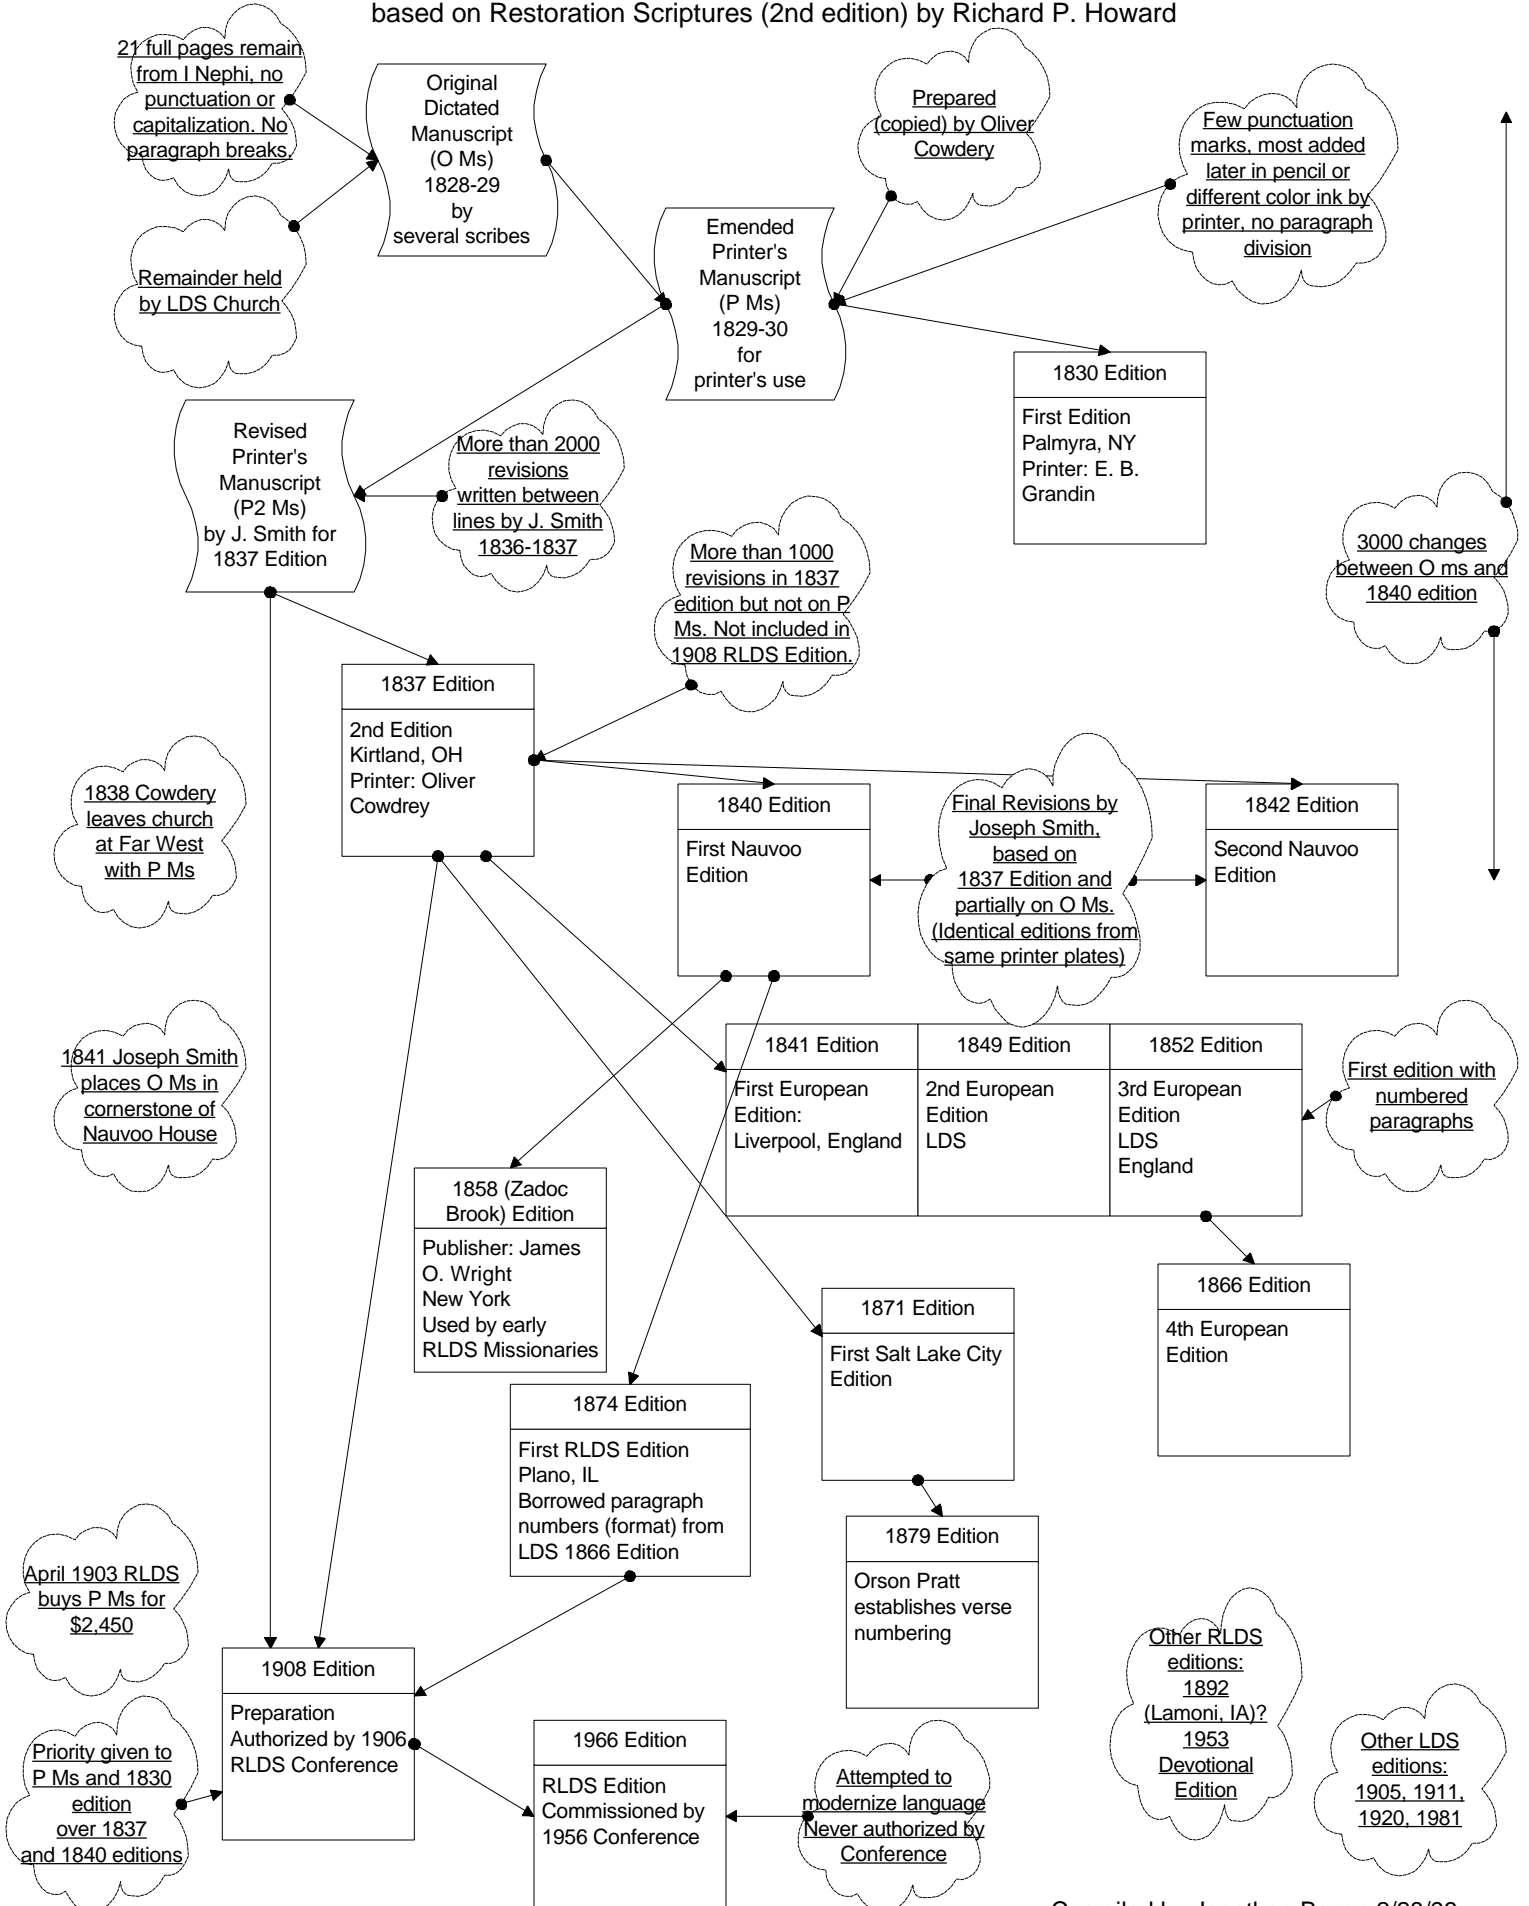 based on Restoration Scriptures (2nd edition) by Richard P. Howard
21 full pages remain
from I Nephi, no
punctuation or
capitalization. No
paragraph breaks.
Original
Dictated
Manuscript
(O Ms)
1828-29
by
several scribes
Prepared
(copied) by Oliver
Cowdery
Few punctuation
marks, most added
later in pencil or
different color ink by
printer, no paragraph
division
Remainder held
by LDS Church
Emended
Printer's
Manuscript
(P Ms)
1829-30
for
printer's use
1830 Edition
First Edition
Palmyra, NY
Printer: E. B.
Grandin
Revised
Printer's
Manuscript
(P2 Ms)
by J. Smith for
1837 Edition
More than 2000
revisions
written between
lines by J. Smith
1836-1837
More than 1000
revisions in 1837
edition but not on P
Ms. Not included in
1908 RLDS Edition.
3000 changes
between O ms and
1840 edition
1837 Edition
2nd Edition
Kirtland, OH
Printer: Oliver
Cowdrey
1838 Cowdery
leaves church
at Far West
with P Ms
1840 Edition
First Nauvoo
Edition
Final Revisions by
Joseph Smith,
based on
1837 Edition and
partially on O Ms.
(Identical editions from
same printer plates)
1842 Edition
Second Nauvoo
Edition
1841 Joseph Smith
places O Ms in
cornerstone of
Nauvoo House
1841 Edition
First European
Edition:
Liverpool, England
1849 Edition
2nd European
Edition
LDS
1852 Edition
3rd European
Edition
LDS
England
First edition with
numbered
paragraphs
1858 (Zadoc
Brook) Edition
Publisher: James
O. Wright
New York
Used by early
RLDS Missionaries
1866 Edition
4th European
Edition
1871 Edition
First Salt Lake City
Edition
1874 Edition
First RLDS Edition
Plano, IL
Borrowed paragraph
numbers (format) from
LDS 1866 Edition
1879 Edition
Orson Pratt
establishes verse
numbering
April 1903 RLDS
buys P Ms for
$2,450
1908 Edition
Preparation
Authorized by 1906
RLDS Conference
Priority given to
P Ms and 1830
edition
over 1837
and 1840 editions
1966 Edition
RLDS Edition
Commissioned by
1956 Conference
Attempted to
modernize language
Never authorized by
Conference
Other RLDS
editions:
1892
(Lamoni, IA)?
1953
Devotional
Edition
Other LDS
editions:
1905, 1911,
1920, 1981